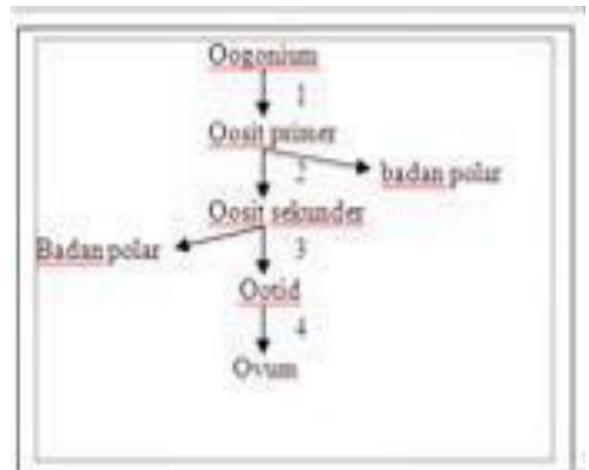 Oogonium
1
Oosit primer
2
badan polar
Oosit sekunder
Badan polar
3
Ootid
4
Ovum